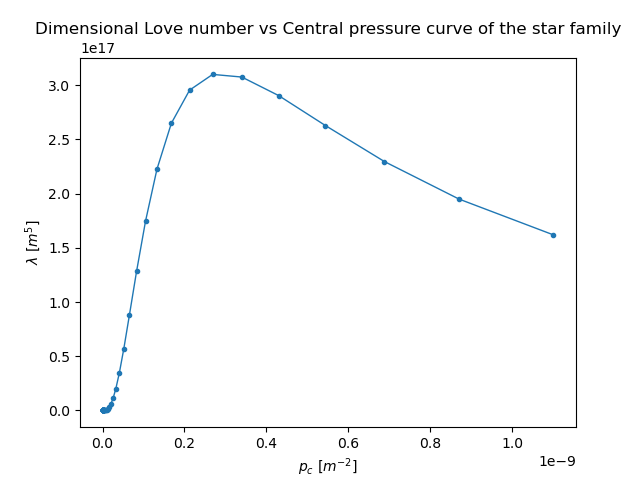 Dimensional Love number vs Central pressure curve of the star family
1e17
3.0
2.5
2.0
1.5
1.0
0.5
0.0
λ [m⁵]
0.0 0.2 0.4 0.6 0.8 1.0
1e−9
p_c [m⁻²]